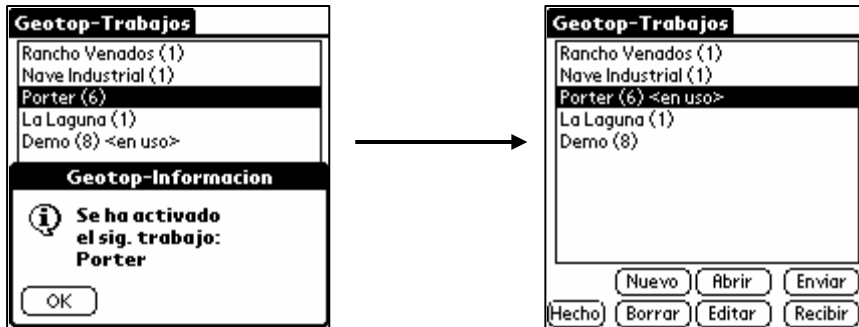 Geotop-Trabajos
Rancho Venados (1)
Nave Industrial (1)
Porter (6)
La Laguna (1)
Demo (8) <en uso>
Geotop-Informacion
Se ha activado
el sig. trabajo:
Porter
OK
Geotop-Trabajos
Rancho Venados (1)
Nave Industrial (1)
Porter (6) <en uso>
La Laguna (1)
Demo (8)
Nuevo Abrir Enviar
Hecho Borrar Editar Recibir